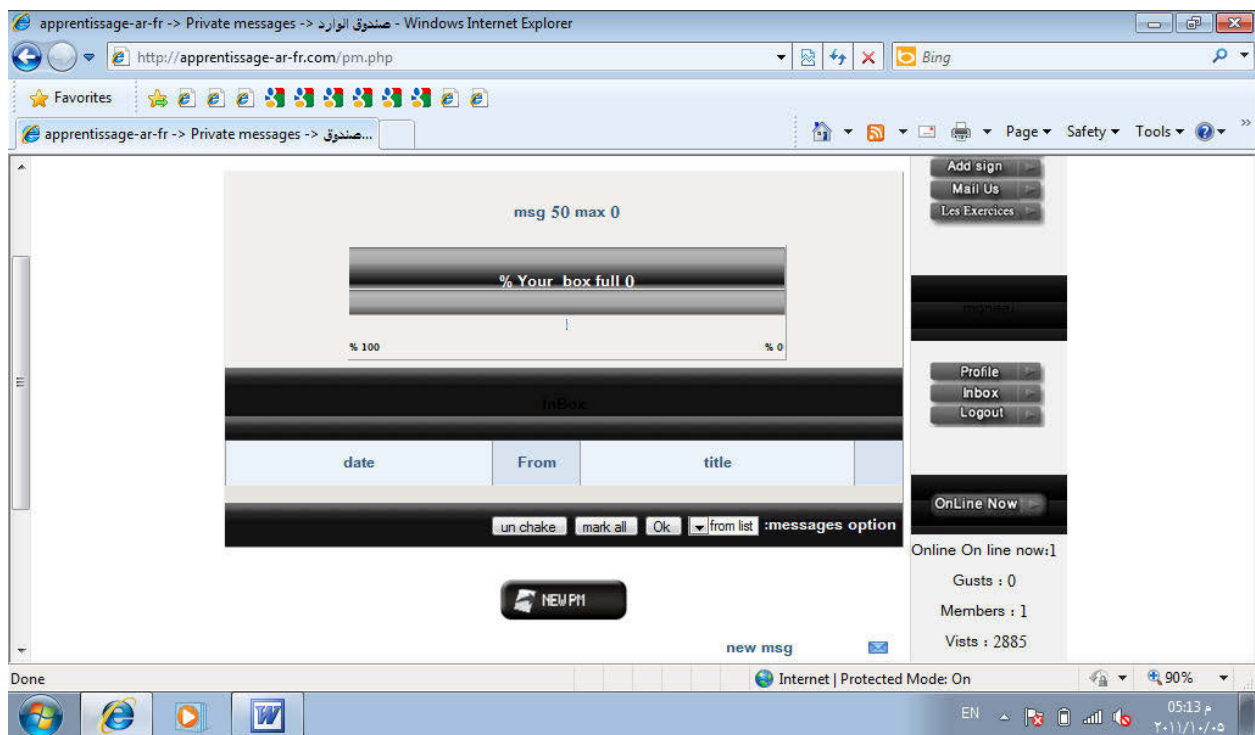 apprentissage-ar-fr -> Private messages -> صندوق الوارد - Windows Internet Explorer
http://apprentissage-ar-fr.com/pm.php
Bing
Favorites
apprentissage-ar-fr -> Private messages -> صندوق...
Page Safety Tools
Add sign
Mail Us
Les Exercices
msg 50 max 0
% Your box full 0
% 100 % 0
Profile
Inbox
Logout
InBox
date From title
un chake mark all Ok from list :messages option
OnLine Now
Online On line now:1
Gusts : 0
Members : 1
Vists : 2885
NEW PM
new msg
Done Internet | Protected Mode: On 90%
EN 05:13 م
٢٠١١/١٠/٠٥